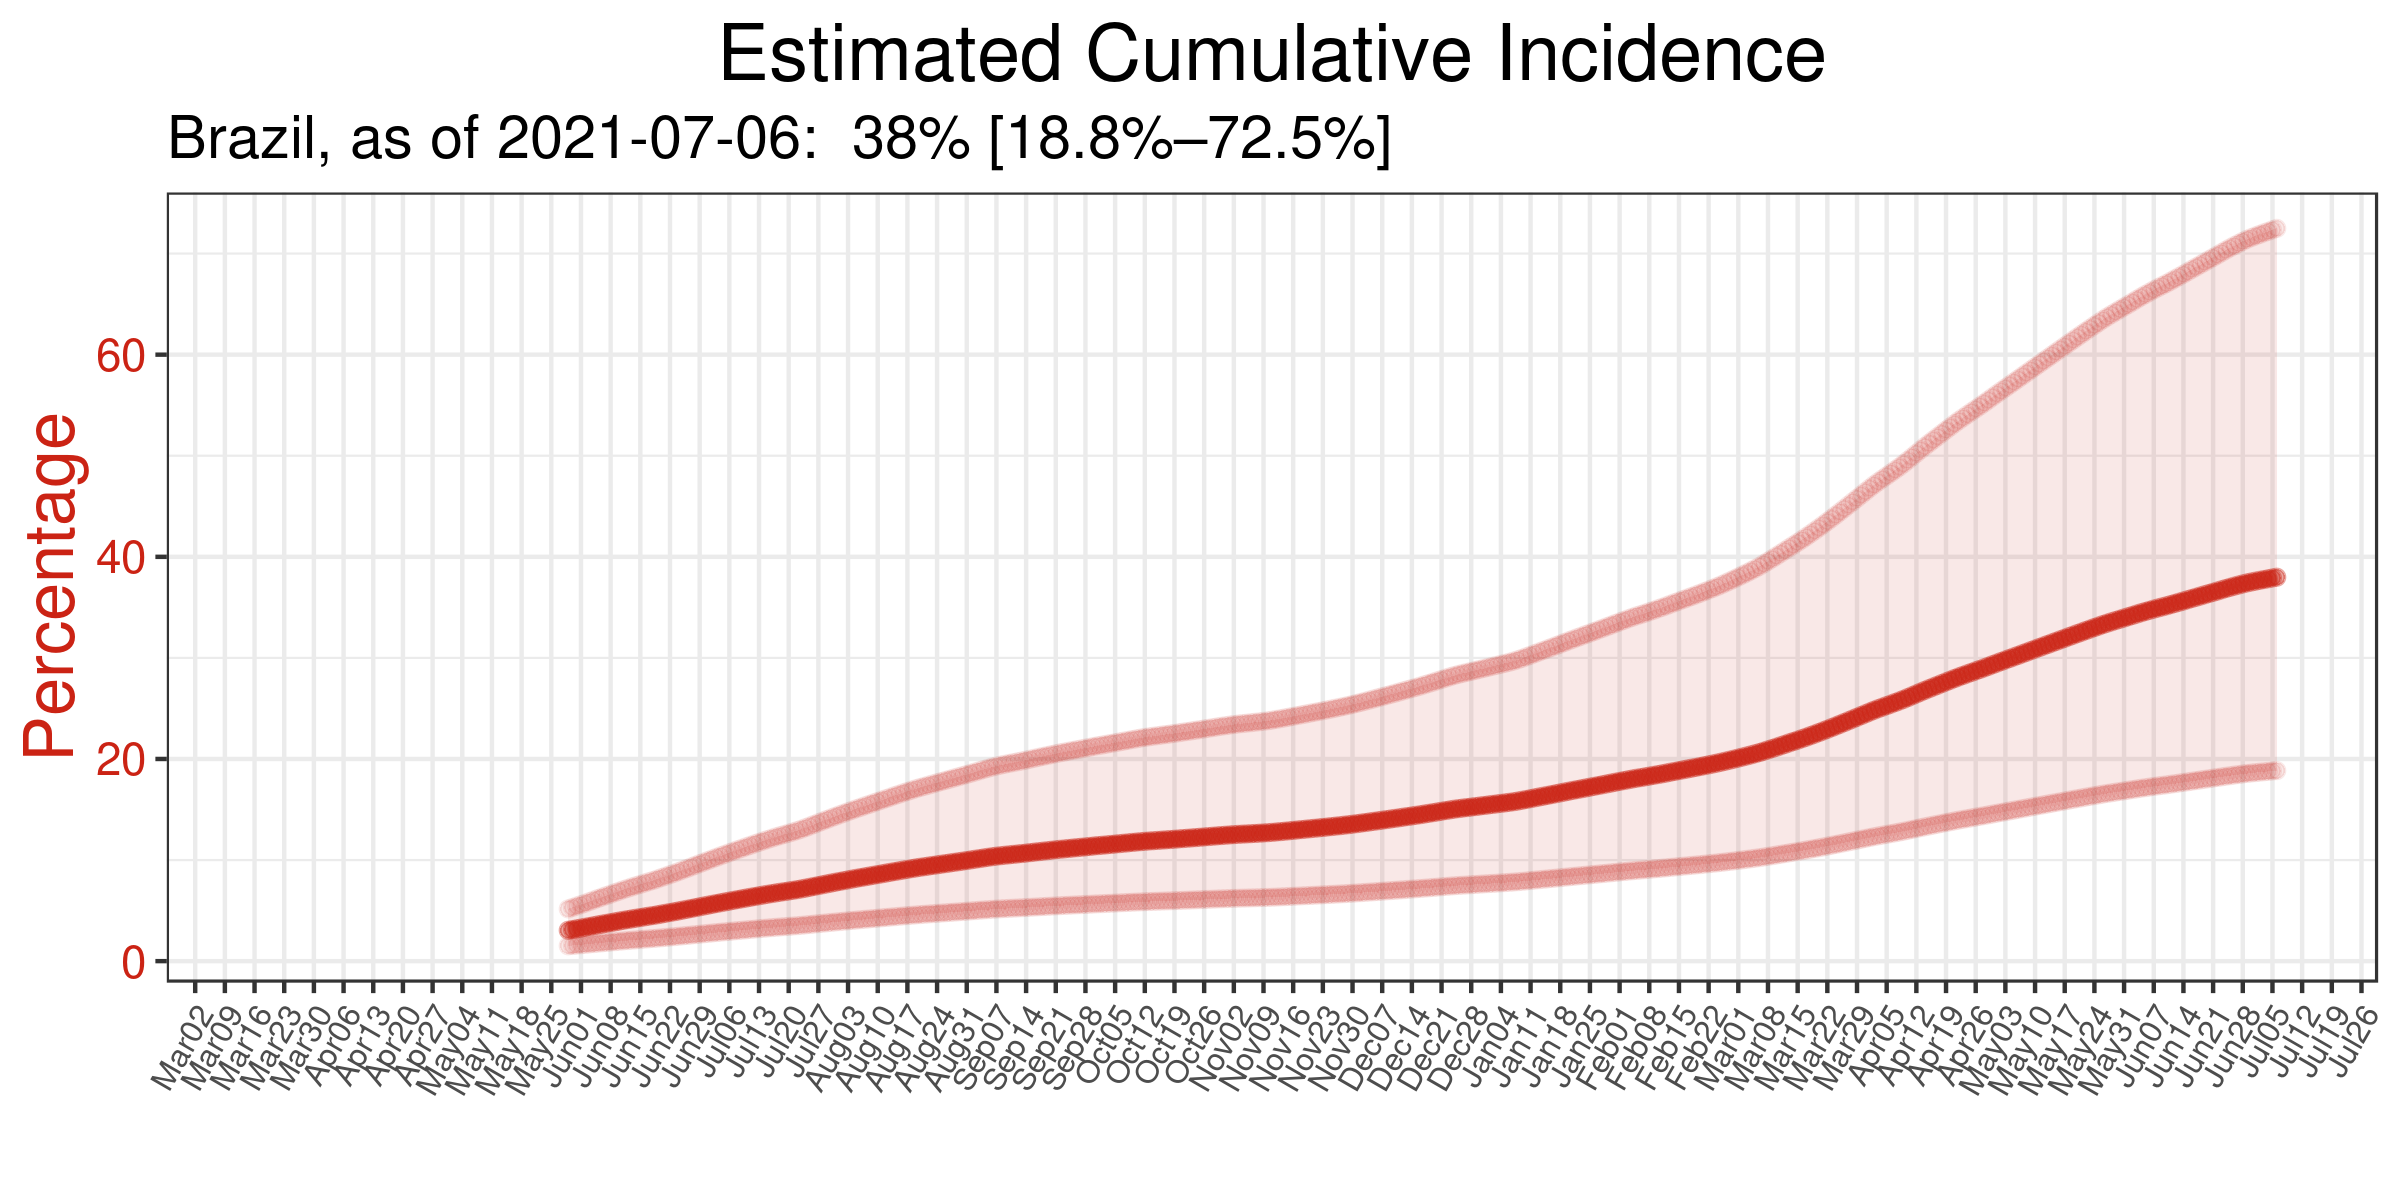 Estimated Cumulative Incidence
Brazil, as of 2021-07-06:  38% [18.8%–72.5%]
Percentage
60
40
20
0
Mar02
Mar09
Mar16
Mar23
Mar30
Apr06
Apr13
Apr20
Apr27
May04
May11
May18
May25
Jun01
Jun08
Jun15
Jun22
Jun29
Jul06
Jul13
Jul20
Jul27
Aug03
Aug10
Aug17
Aug24
Aug31
Sep07
Sep14
Sep21
Sep28
Oct05
Oct12
Oct19
Oct26
Nov02
Nov09
Nov16
Nov23
Nov30
Dec07
Dec14
Dec21
Dec28
Jan04
Jan11
Jan18
Jan25
Feb01
Feb08
Feb15
Feb22
Mar01
Mar08
Mar15
Mar22
Mar29
Apr05
Apr12
Apr19
Apr26
May03
May10
May17
May24
May31
Jun07
Jun14
Jun21
Jun28
Jul05
Jul12
Jul19
Jul26